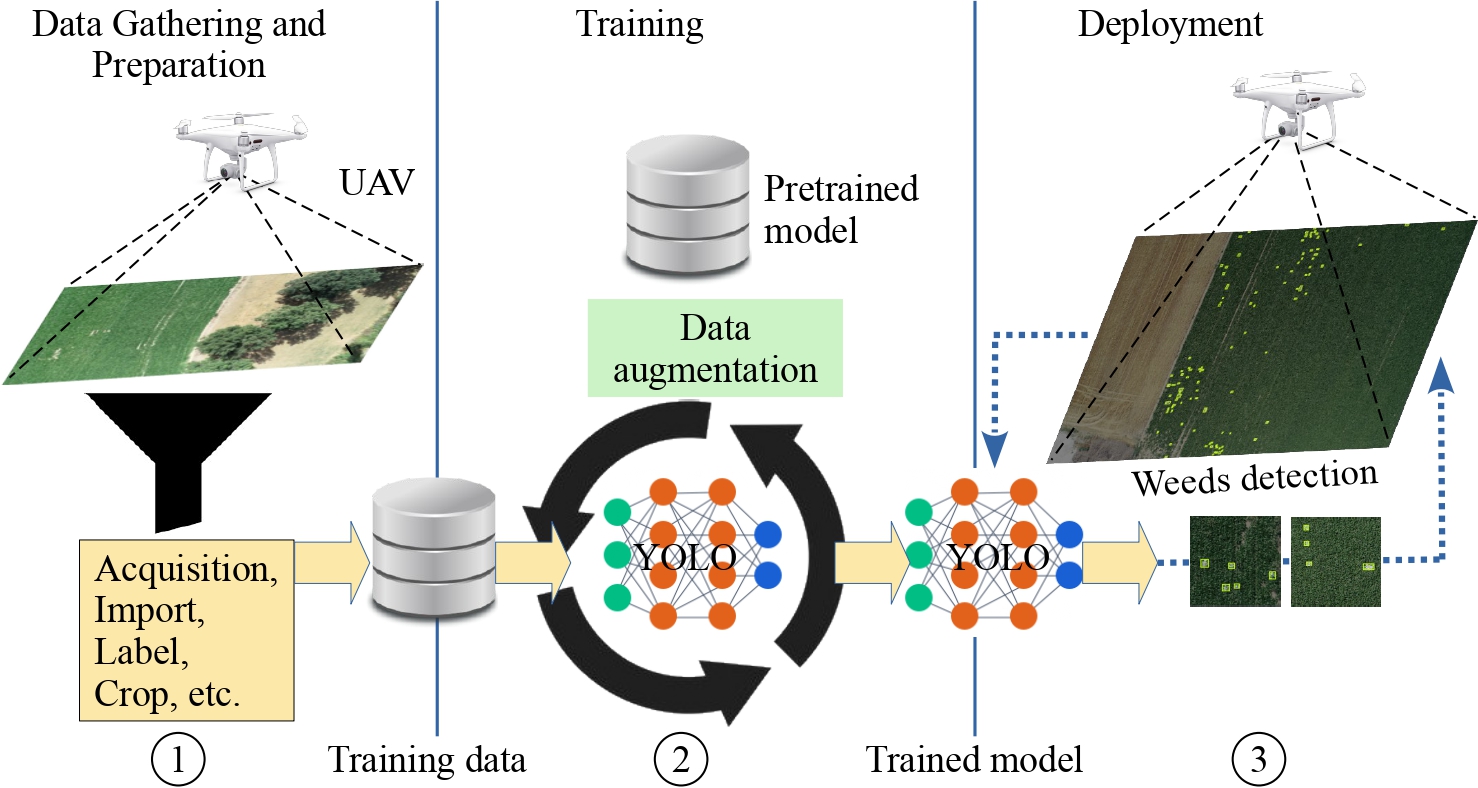 Data Gathering and
Preparation
Training
Deployment
UAV
Pretrained
model
Data
augmentation
YOLO
YOLO
Weeds detection
Acquisition,
Import,
Label,
Crop, etc.
1
Training data
2
Trained model
3